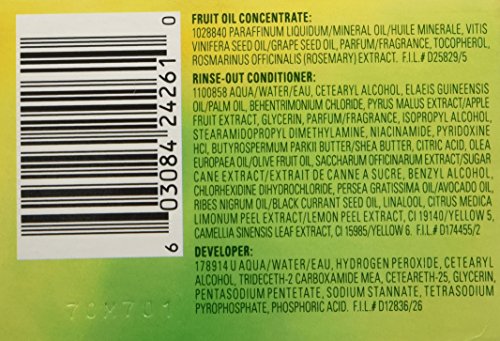 FRUIT OIL CONCENTRATE:
1028840 PARAFFINUM LIQUIDUM/MINERAL OIL/HUILE MINERALE, VITIS
VINIFERA SEED OIL/GRAPE SEED OIL, PARFUM/FRAGRANCE, TOCOPHEROL,
ROSMARINUS OFFICINALIS (ROSEMARY) EXTRACT. F.I.L.# D25829/5
RINSE-OUT CONDITIONER:
1100858 AQUA/WATER/EAU, CETEARYL ALCOHOL, ELAEIS GUINEENSIS
OIL/PALM OIL, BEHENTRIMONIUM CHLORIDE, PYRUS MALUS EXTRACT/APPLE
FRUIT EXTRACT, GLYCERIN, PARFUM/FRAGRANCE, ISOPROPYL ALCOHOL,
STEARAMIDOPROPYL DIMETHYLAMINE, NIACINAMIDE, PYRIDOXINE
HCl, BUTYROSPERMUM PARKII BUTTER/SHEA BUTTER, CITRIC ACID, OLEA
EUROPAEA OIL/OLIVE FRUIT OIL, SACCHARUM OFFICINARUM EXTRACT/SUGAR
CANE EXTRACT/EXTRAIT DE CANNE A SUCRE, BENZYL ALCOHOL,
CHLORHEXIDINE DIHYDROCHLORIDE, PERSEA GRATISSIMA OIL/AVOCADO OIL,
RIBES NIGRUM OIL/BLACK CURRANT SEED OIL, LINALOOL, CITRUS MEDICA
LIMONUM PEEL EXTRACT/LEMON PEEL EXTRACT, CI 19140/YELLOW 5,
CAMELLIA SINENSIS LEAF EXTRACT, CI 15985/YELLOW 6. F.I.L.# D174455/2
DEVELOPER:
178914 U AQUA/WATER/EAU, HYDROGEN PEROXIDE, CETEARYL
ALCOHOL, TRIDECETH-2 CARBOXAMIDE MEA, CETEARETH-25, GLYCERIN,
PENTASODIUM PENTETATE, SODIUM STANNATE, TETRASODIUM
PYROPHOSPHATE, PHOSPHORIC ACID. F.I.L.# D12836/26
6 03084 24261 0